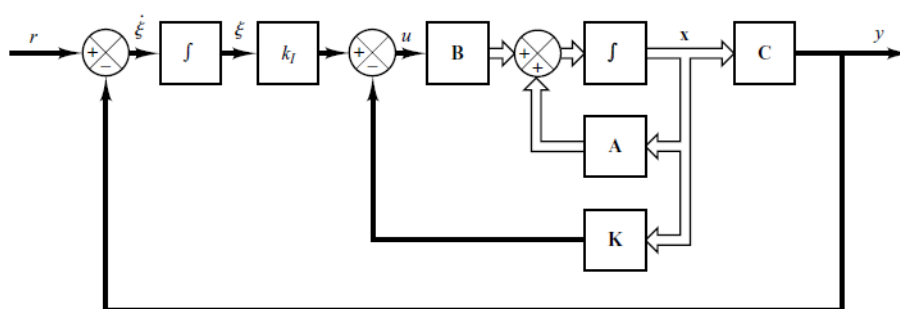 r + − ξ̇ ∫ ξ k_I + − u B + + ∫ x C y
A
K